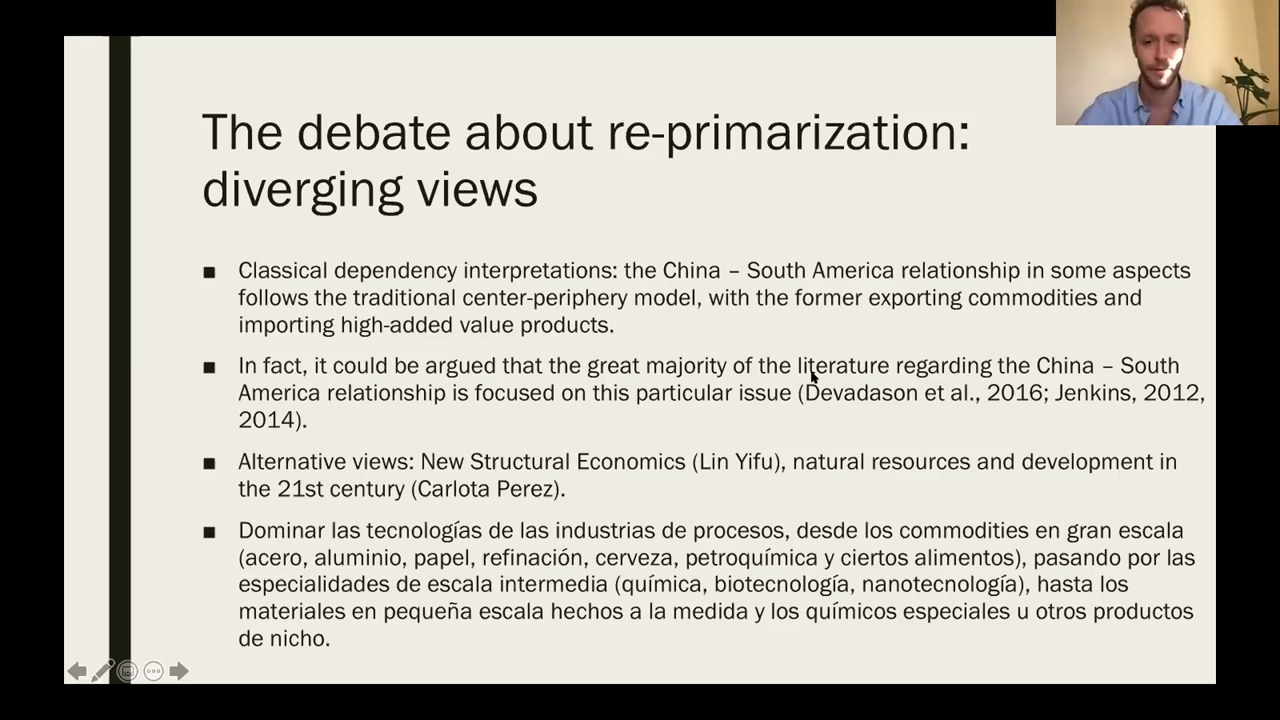 The debate about re-primarization:
diverging views
■ Classical dependency interpretations: the China – South America relationship in some aspects
follows the traditional center-periphery model, with the former exporting commodities and
importing high-added value products.
■ In fact, it could be argued that the great majority of the literature regarding the China – South
America relationship is focused on this particular issue (Devadason et al., 2016; Jenkins, 2012,
2014).
■ Alternative views: New Structural Economics (Lin Yifu), natural resources and development in
the 21st century (Carlota Perez).
■ Dominar las tecnologías de las industrias de procesos, desde los commodities en gran escala
(acero, aluminio, papel, refinación, cerveza, petroquímica y ciertos alimentos), pasando por las
especialidades de escala intermedia (química, biotecnología, nanotecnología), hasta los
materiales en pequeña escala hechos a la medida y los químicos especiales u otros productos
de nicho.